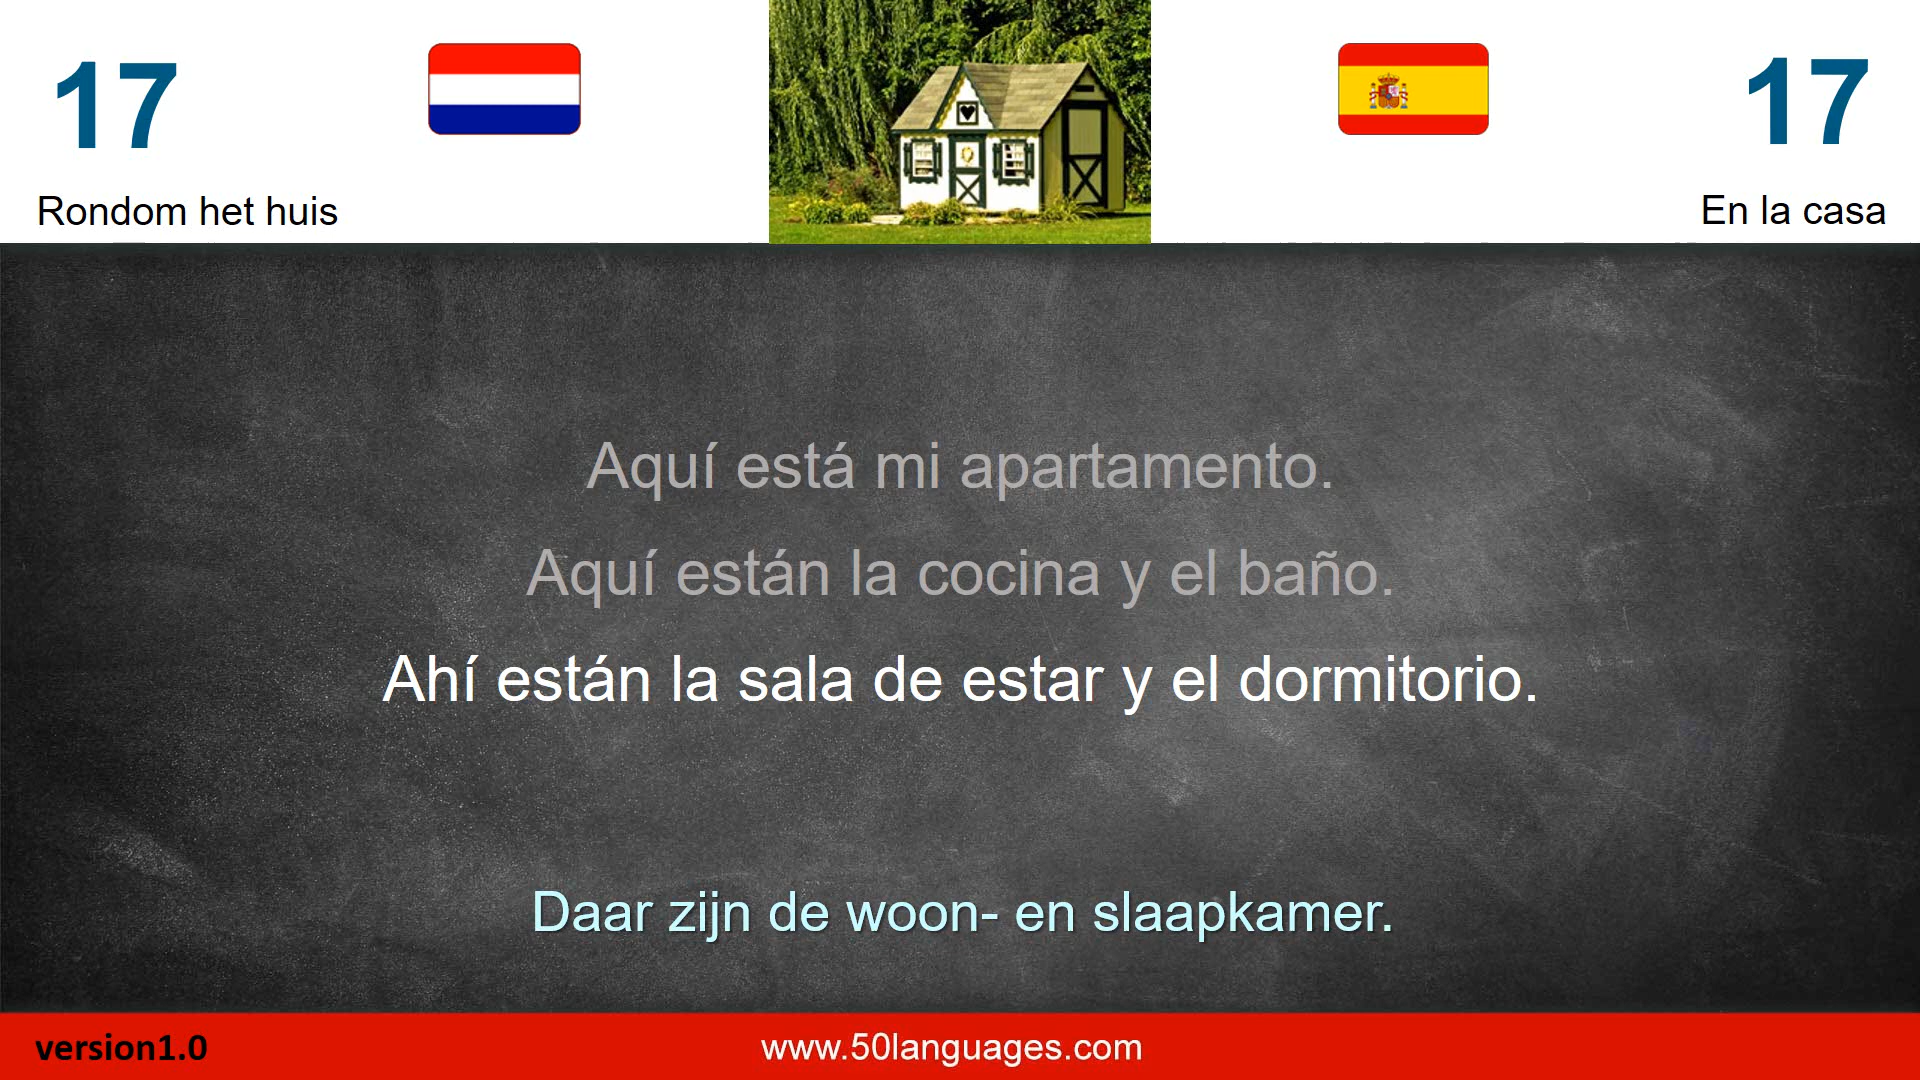 17
17
Rondom het huis
En la casa
Aquí está mi apartamento.
Aquí están la cocina y el baño.
Ahí están la sala de estar y el dormitorio.
Daar zijn de woon- en slaapkamer.
version1.0
www.50languages.com